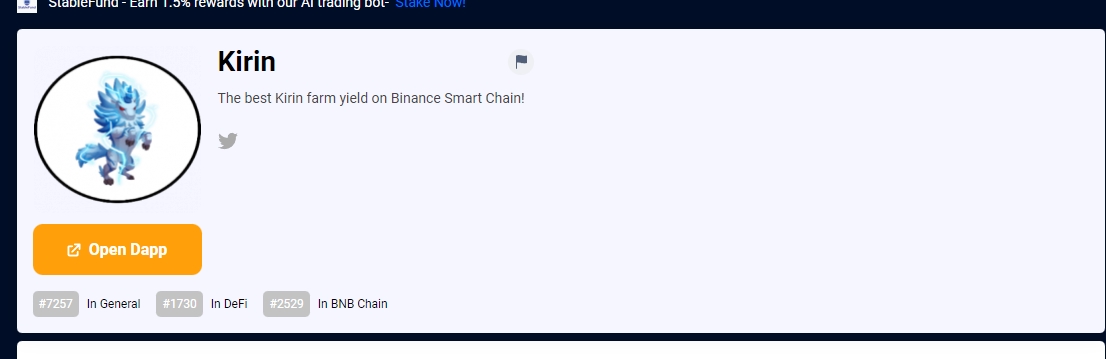 StableFund - Earn 1.5% rewards with our AI trading bot- Stake Now!
Kirin
The best Kirin farm yield on Binance Smart Chain!
Open Dapp
#7257 In General #1730 In DeFi #2529 In BNB Chain